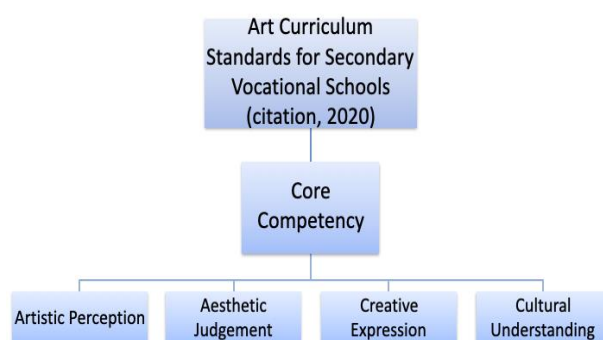 Art Curriculum
Standards for Secondary
Vocational Schools
(citation, 2020)
Core
Competency
Artistic Perception
Aesthetic
Judgement
Creative
Expression
Cultural
Understanding